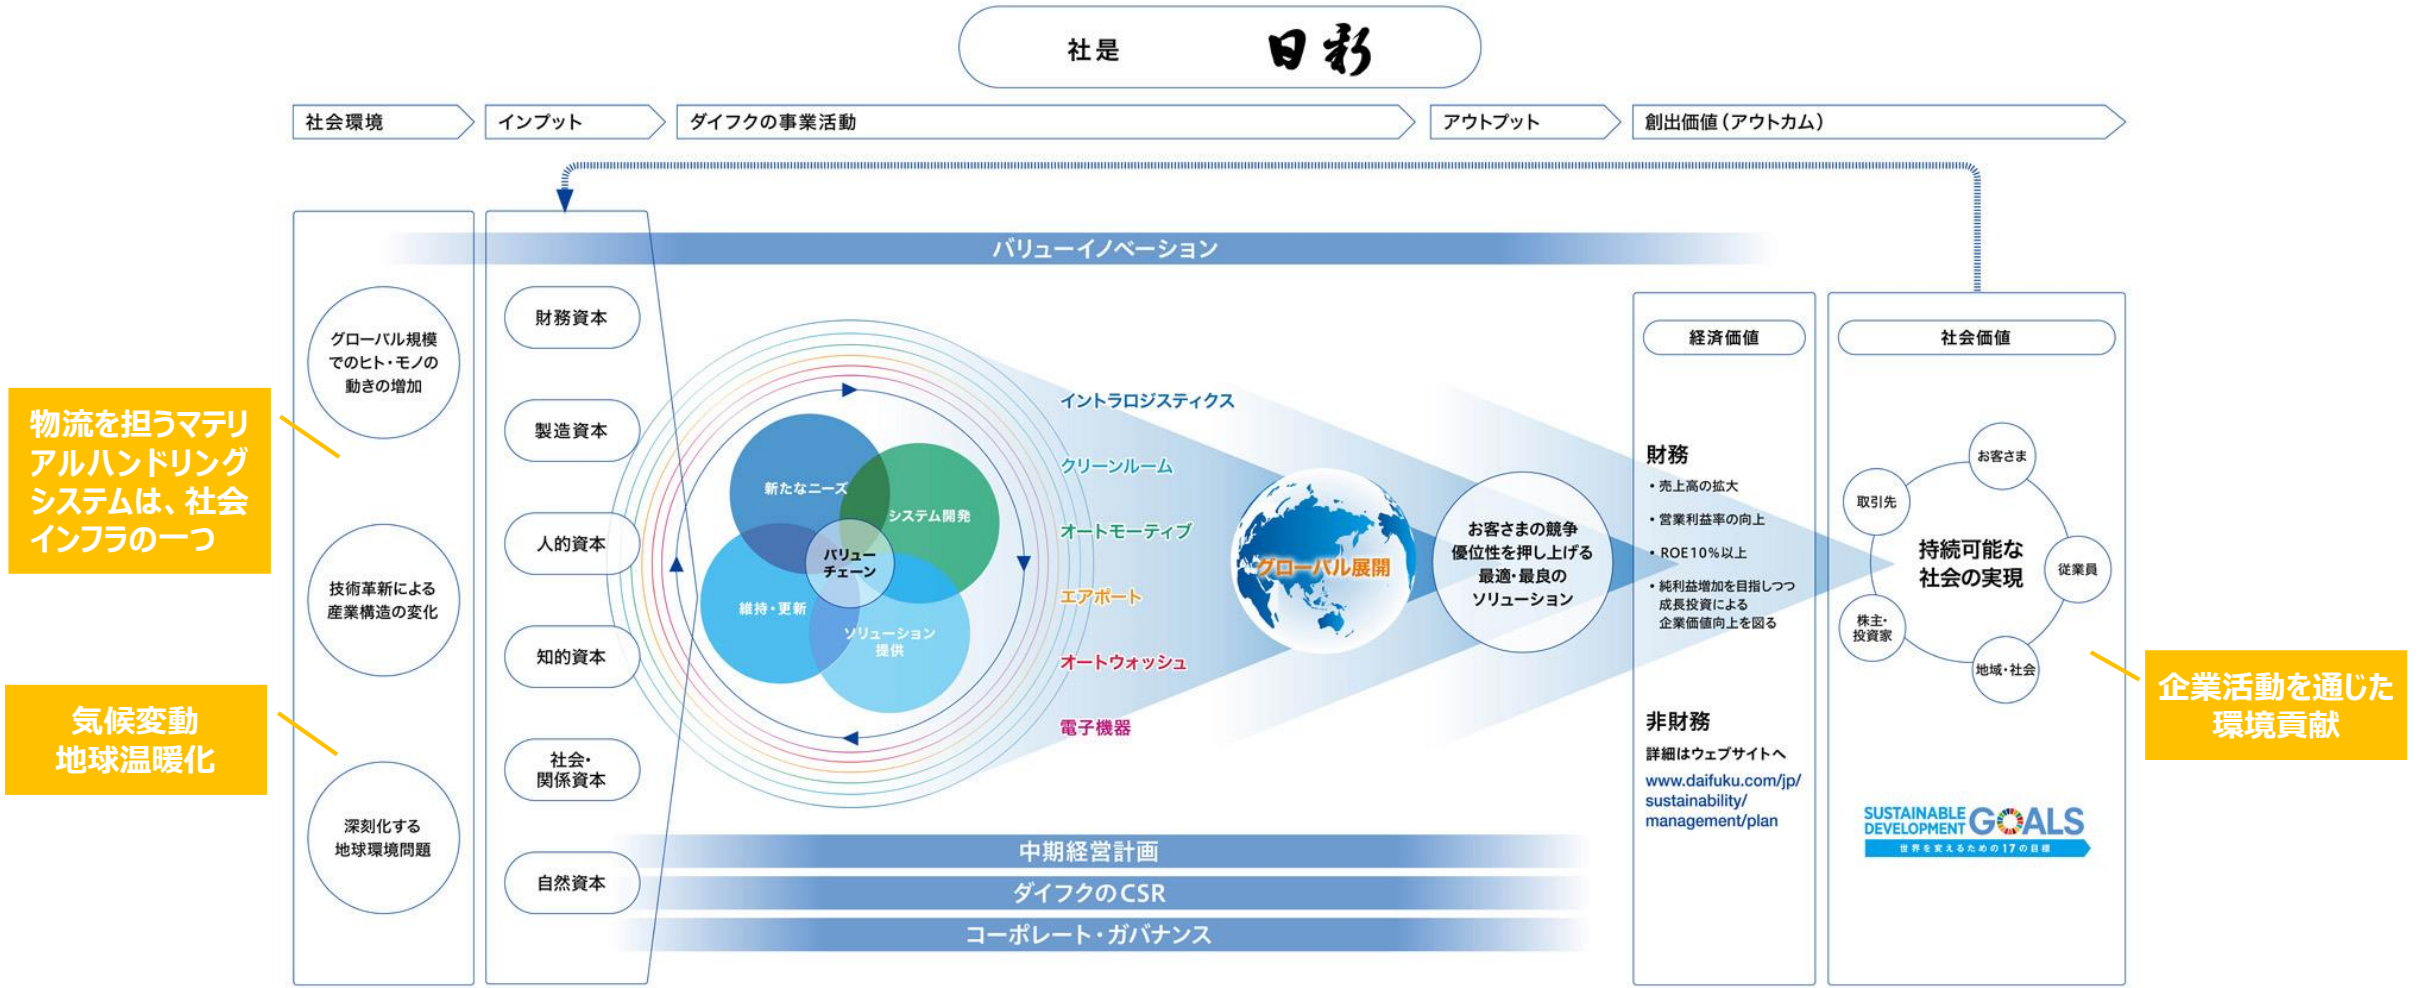 社是 日新
社会環境
インプット
ダイフクの事業活動
アウトプット
創出価値（アウトカム）
バリューイノベーション
グローバル規模
でのヒト・モノの
動きの増加
技術革新による
産業構造の変化
深刻化する
地球環境問題
物流を担うマテリ
アルハンドリング
システムは、社会
インフラの一つ
気候変動
地球温暖化
財務資本
製造資本
人的資本
知的資本
社会・
関係資本
自然資本
新たなニーズ
システム開発
バリュー
チェーン
維持・更新
ソリューション
提供
イントラロジスティクス
クリーンルーム
オートモーティブ
エアポート
オートウォッシュ
電子機器
グローバル展開
お客さまの競争
優位性を押し上げる
最適・最良の
ソリューション
中期経営計画
ダイフクのCSR
コーポレート・ガバナンス
経済価値
財務
・売上高の拡大
・営業利益率の向上
・ROE10%以上
・純利益増加を目指しつつ
成長投資による
企業価値向上を図る
非財務
詳細はウェブサイトへ
www.daifuku.com/jp/
sustainability/
management/plan
社会価値
お客さま
取引先
従業員
株主・
投資家
地域・社会
持続可能な
社会の実現
SUSTAINABLE
DEVELOPMENT GOALS
世界を変えるための17の目標
企業活動を通じた
環境貢献